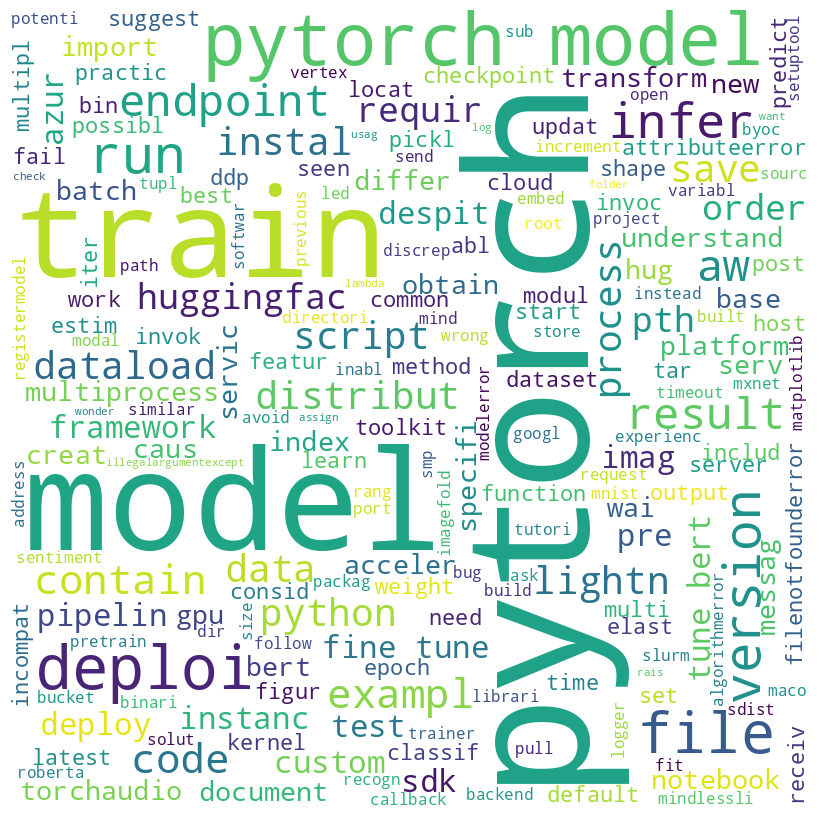 potenti suggest pytorch model sub predict setuptool
import practic vertex checkpoint transform new
multipl azur bin endpoint locat requir open infer want
possibl instal usag log updat increment byoc
fail run seen pickl send attributeerror
check tupl ddp led differ cloud embed folder shape save sourc
batch best invoc variabl order
train softwar previous despit root project understand
iter path discrep abl process aw post
work huggingfac lambda common obtain modul instead hug base
estim directori mind start store built host
registermodel modal invok script wrong pth platform
dataload servic featur inabl method dataset tar serv
multiprocess similar avoid assign distribut modelerror timeout mxnet matplotlib
wonder framework toolkit googl result
creat caus index smp specifi experienc includ
illegalargumentexcept learn imag server
address model rang port imagefold function request mnist output
pytorch tutori wai version
sentiment contain data acceler pre tune bert messag filenotfounderror
consid packag weight bug task lightn
pipelin gpu python need build multi algorithmerror
incompat pretrain dir size follow fine tune elast
deploi bert epoch time slurm rais
bucket binari figur exampl librari set maco
deploy instanc test trainer logger file sdist
latest solut kernel classif pull fit receiv
roberta code custom recogn sdk notebook
torchaudio document callback backend default mindlessli